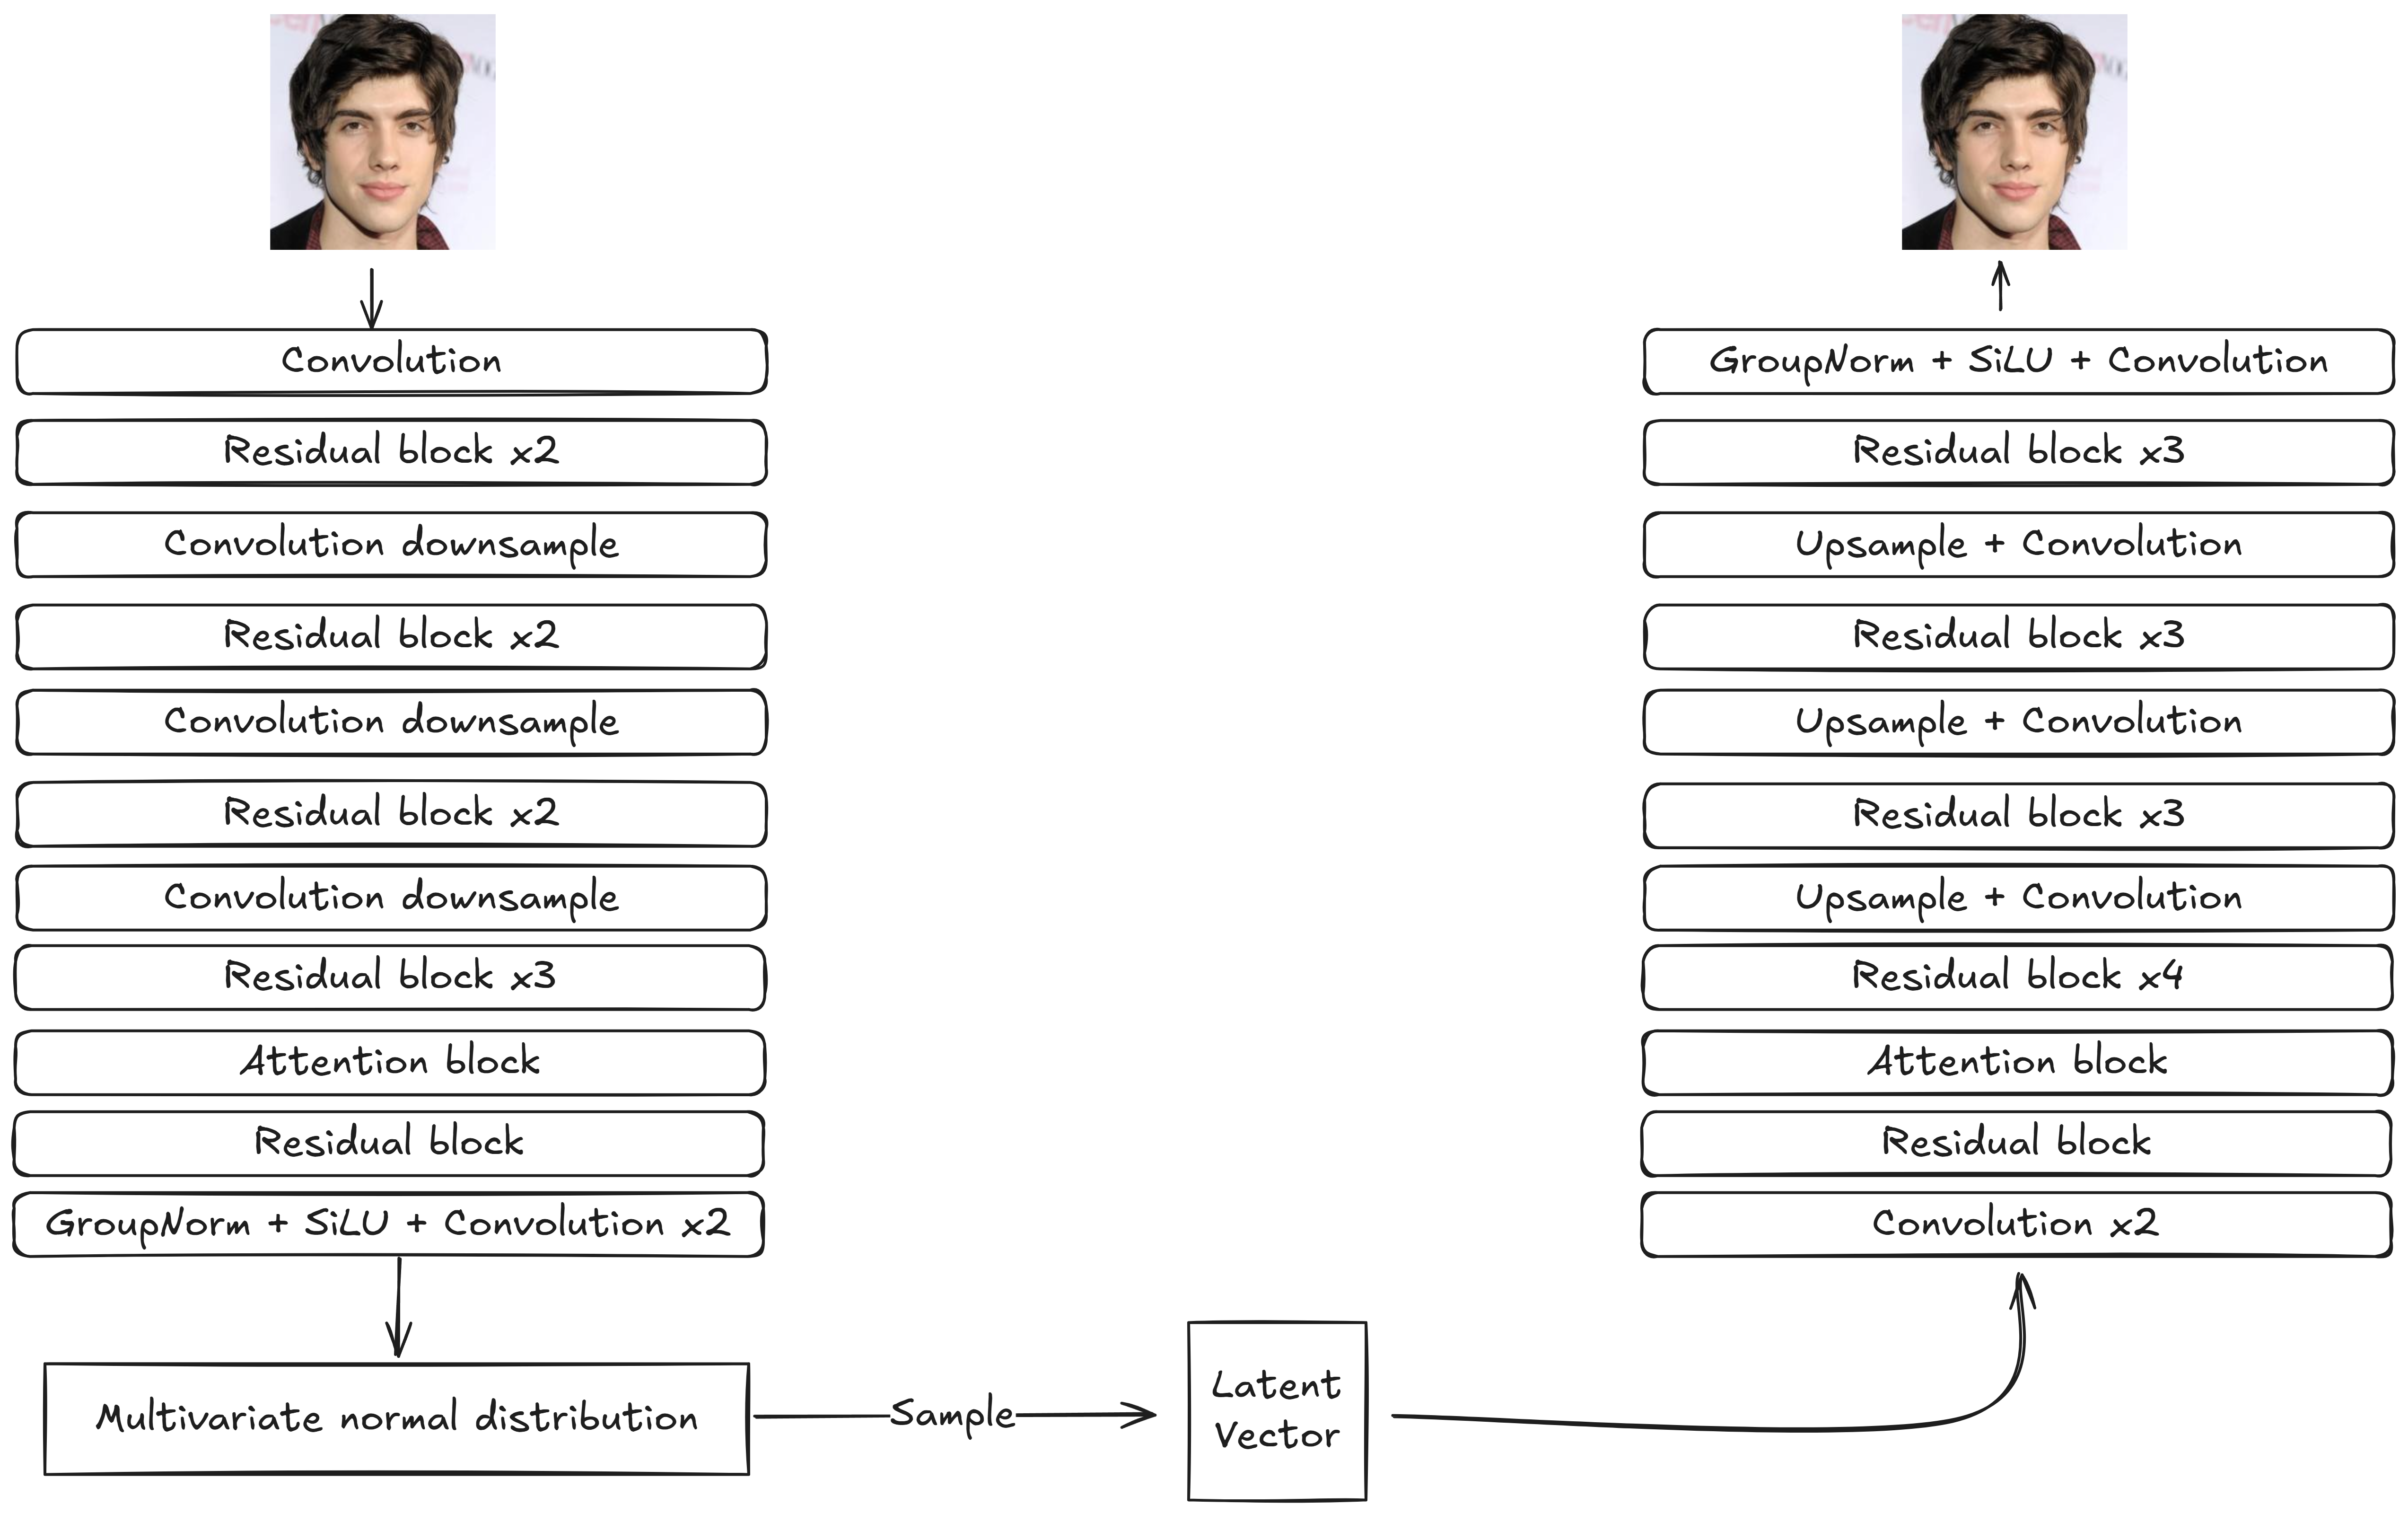 Convolution
Residual block x2
Convolution downsample
Residual block x2
Convolution downsample
Residual block x2
Convolution downsample
Residual block x3
Attention block
Residual block
GroupNorm + SiLU + Convolution x2
Multivariate normal distribution
Sample
Latent
Vector
GroupNorm + SiLU + Convolution
Residual block x3
Upsample + Convolution
Residual block x3
Upsample + Convolution
Residual block x3
Upsample + Convolution
Residual block x4
Attention block
Residual block
Convolution x2